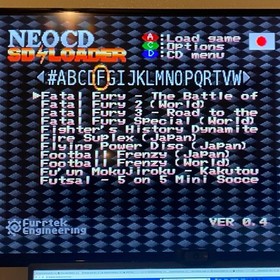 NEOCD
SD LOADER
A :Load game
C :Options
D :CD menu
#ABCDFGIJKLMNOPQRTVW
Fatal Fury - The Battle of
Fatal Fury 2 (World)
Fatal Fury 3 - Road to the
Fatal Fury Special (World)
Fighter's History Dynamite
Fire Suplex (Japan)
Flying Power Disc (Japan)
Football Frenzy (Japan)
Football Frenzy (World)
Fu'un Mokujiroku - Kakutou
Futsal - 5 on 5 Mini Socce
Furrtek
Engineering
VER 0.4